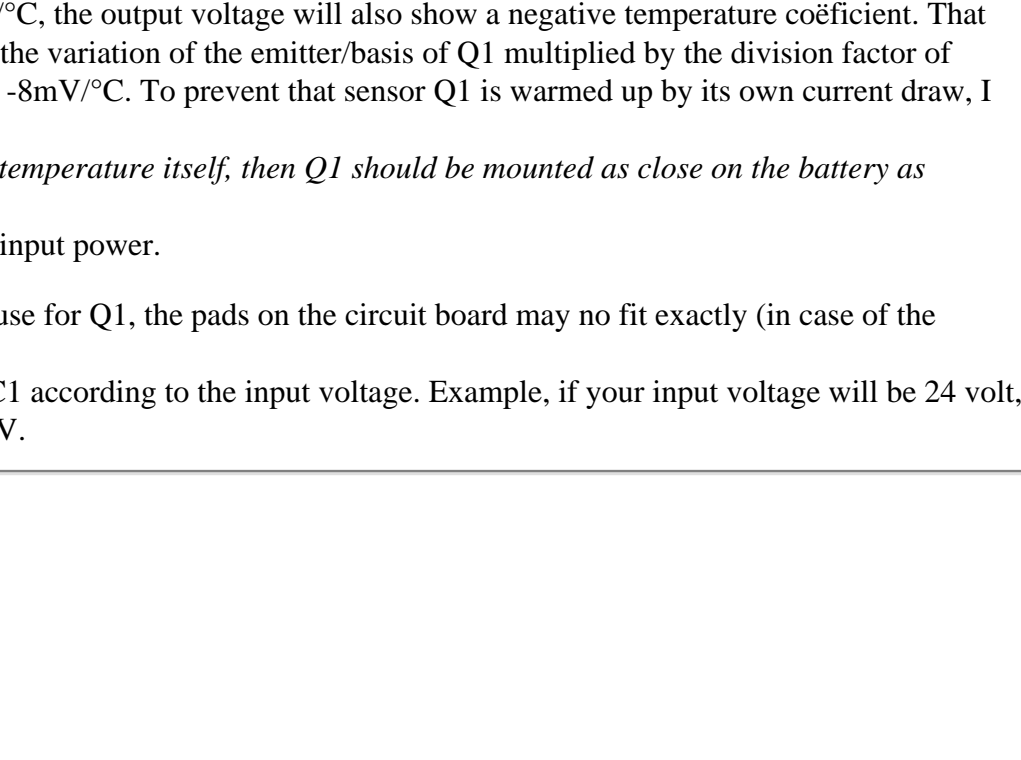 /°C, the output voltage will also show a negative temperature coëficient. That
the variation of the emitter/basis of Q1 multiplied by the division factor of
-8mV/°C. To prevent that sensor Q1 is warmed up by its own current draw, I
temperature itself, then Q1 should be mounted as close on the battery as
input power.
use for Q1, the pads on the circuit board may no fit exactly (in case of the
C1 according to the input voltage. Example, if your input voltage will be 24 volt,
V.